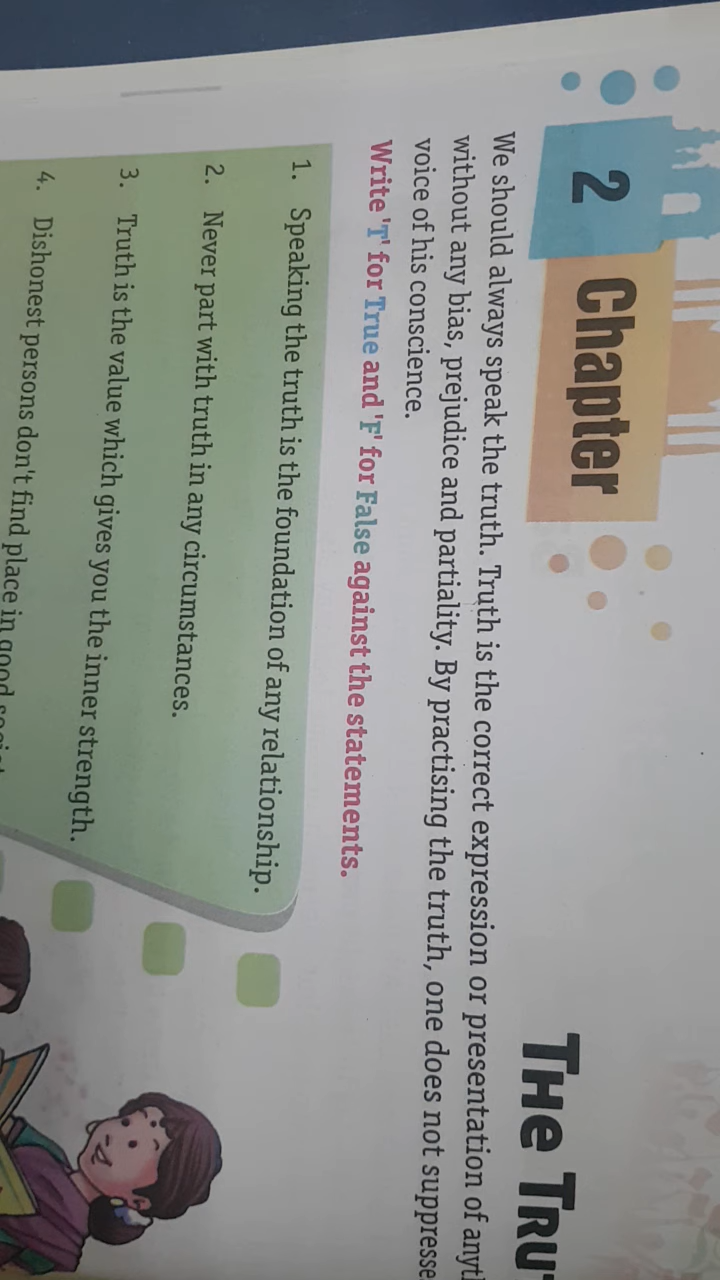 2 Chapter
THE TRU
We should always speak the truth. Truth is the correct expression or presentation of anyt
without any bias, prejudice and partiality. By practising the truth, one does not suppresse
voice of his conscience.
Write 'T' for True and 'F' for False against the statements.
1. Speaking the truth is the foundation of any relationship.
2. Never part with truth in any circumstances.
3. Truth is the value which gives you the inner strength.
4. Dishonest persons don't find place in good